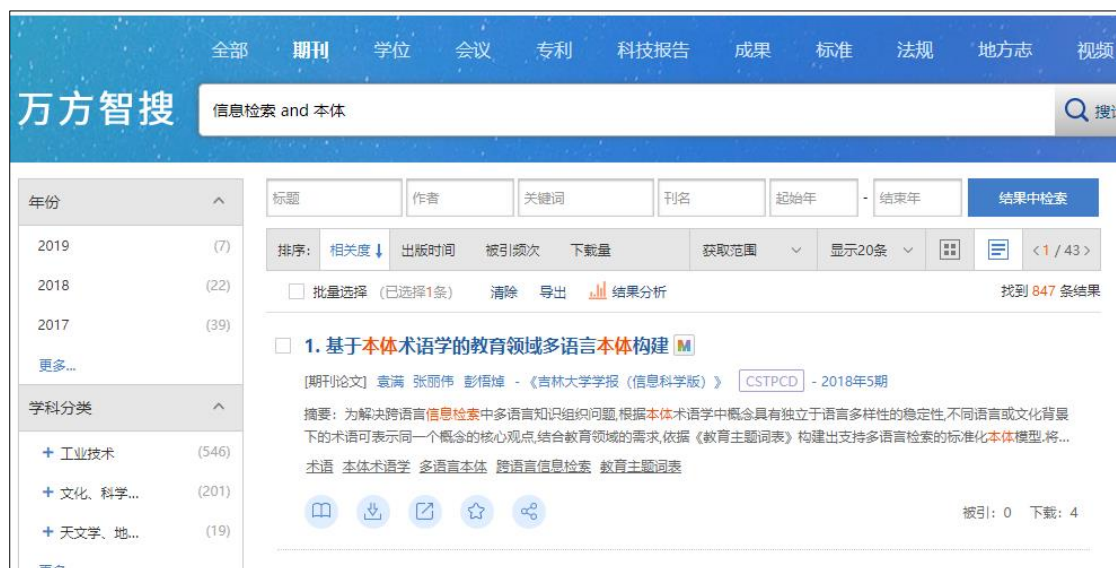 全部 期刊 学位 会议 专利 科技报告 成果 标准 法规 地方志 视频
万方智搜
信息检索 and 本体
年份
2019 (7)
2018 (22)
2017 (39)
更多...
学科分类
+ 工业技术 (546)
+ 文化、科学... (201)
+ 天文学、地... (19)
标题 作者 关键词 刊名 起始年 - 结束年 结果中检索
排序: 相关度 出版时间 被引频次 下载量 获取范围 显示20条 <1 / 43>
批量选择 (已选择1条) 清除 导出 结果分析 找到 847 条结果
1. 基于本体术语学的教育领域多语言本体构建 M
[期刊论文] 袁满 张丽伟 彭悟焯 - 《吉林大学学报（信息科学版）》 CSTPCD - 2018年5期
摘要：为解决跨语言信息检索中多语言知识组织问题,根据本体术语学中概念具有独立于语言多样性的稳定性,不同语言或文化背景
下的术语可表示同一个概念的核心观点,结合教育领域的需求,依据《教育主题词表》构建出支持多语言检索的标准化本体模型.将...
术语 本体术语学 多语言本体 跨语言信息检索 教育主题词表
被引：0 下载：4